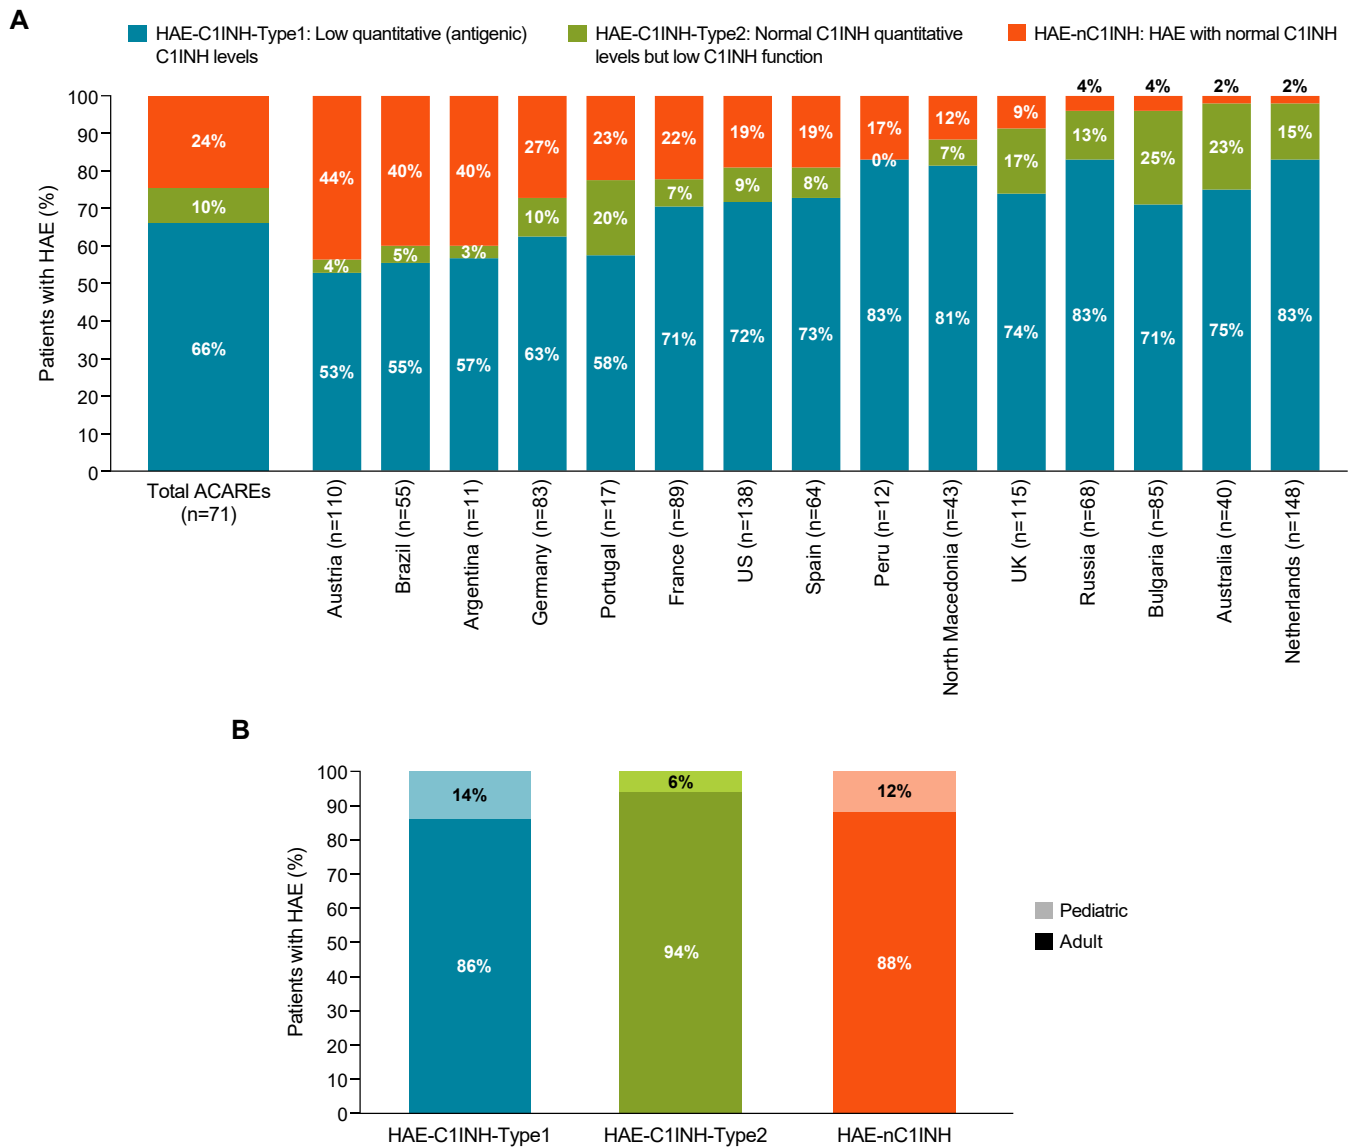 A
HAE-C1INH-Type1: Low quantitative (antigenic)
C1INH levels
HAE-C1INH-Type2: Normal C1INH quantitative
levels but low C1INH function
HAE-nC1INH: HAE with normal C1INH
Patients with HAE (%)
100
90
80
70
60
50
40
30
20
10
0
24%
10%
66%
44%
4%
53%
40%
5%
55%
40%
3%
57%
27%
10%
63%
23%
20%
58%
22%
7%
71%
19%
9%
72%
19%
8%
73%
17%
0%
83%
12%
7%
81%
9%
17%
74%
4%
13%
83%
4%
25%
71%
2%
23%
75%
2%
15%
83%
Total ACAREs
(n=71)
Austria (n=110)
Brazil (n=55)
Argentina (n=11)
Germany (n=83)
Portugal (n=17)
France (n=89)
US (n=138)
Spain (n=64)
Peru (n=12)
North Macedonia (n=43)
UK (n=115)
Russia (n=68)
Bulgaria (n=85)
Australia (n=40)
Netherlands (n=148)
B
Patients with HAE (%)
100
90
80
70
60
50
40
30
20
10
0
14%
86%
6%
94%
12%
88%
HAE-C1INH-Type1
HAE-C1INH-Type2
HAE-nC1INH
Pediatric
Adult